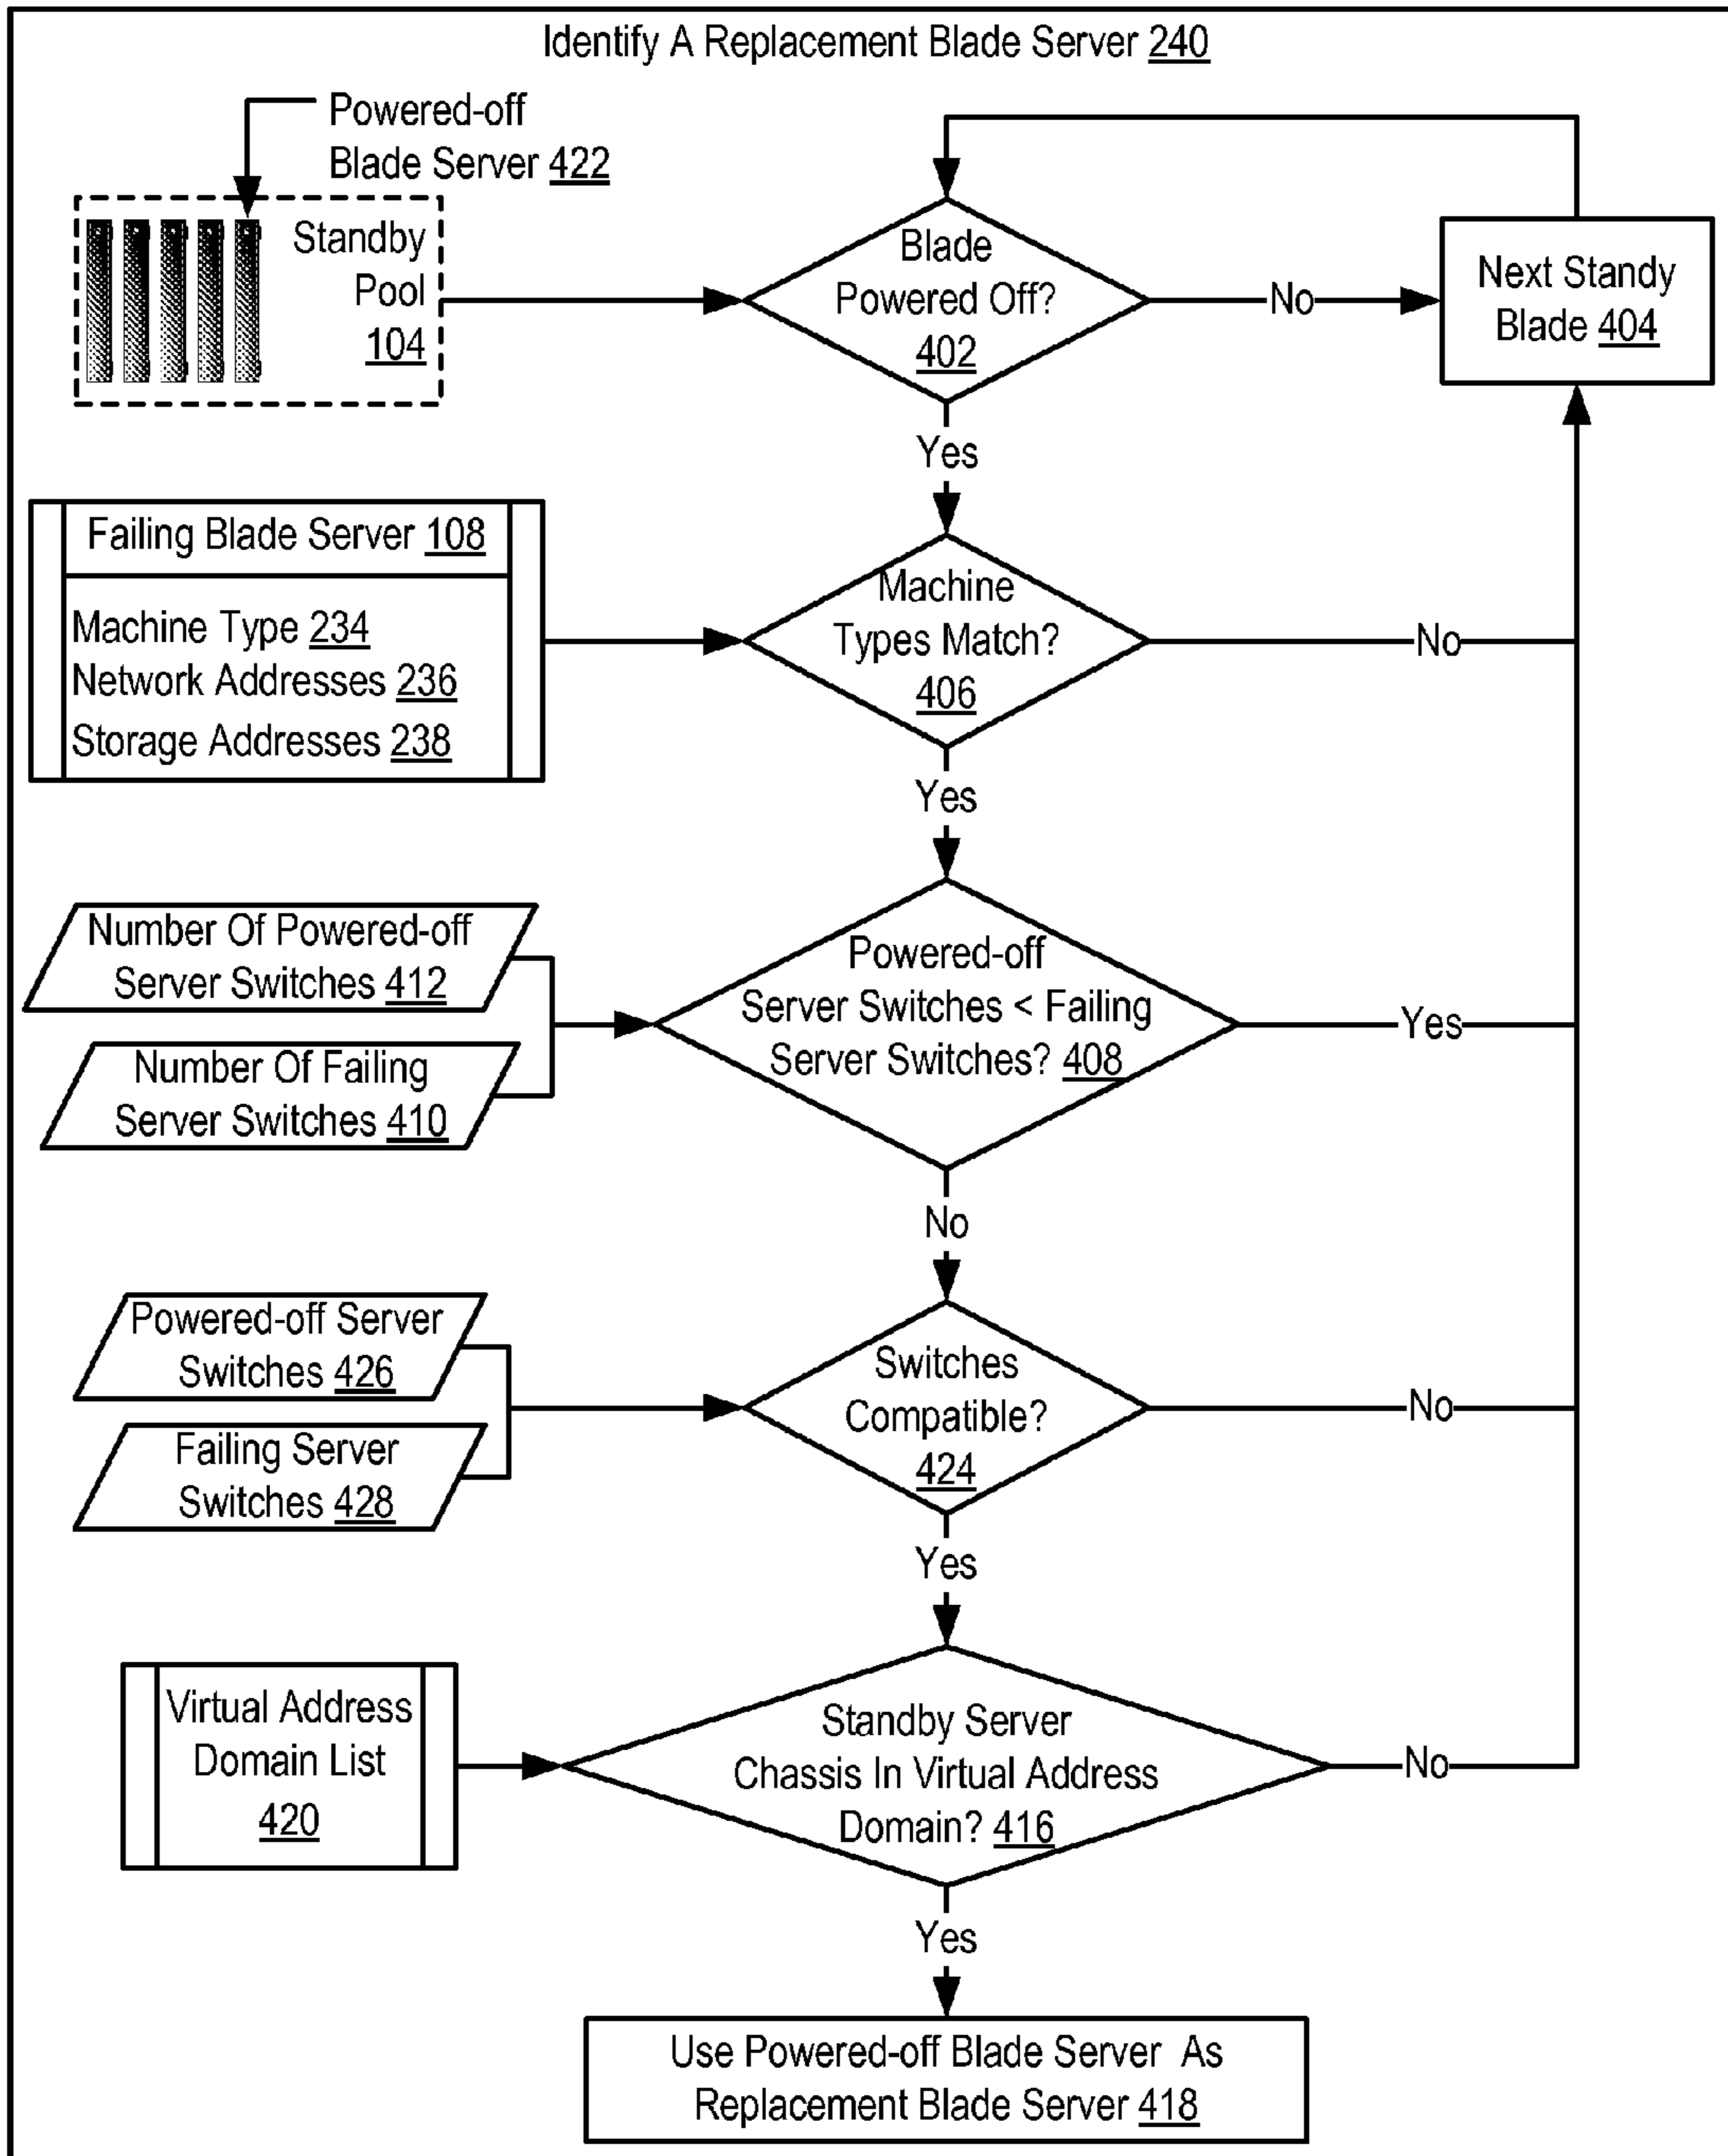 Identify A Replacement Blade Server 240
Powered-off
Blade Server 422
Standby
Pool
104
Blade
Powered Off?
402
No
Next Standy
Blade 404
Yes
Failing Blade Server 108
Machine Type 234
Network Addresses 236
Storage Addresses 238
Machine
Types Match?
406
No
Yes
Number Of Powered-off
Server Switches 412
Number Of Failing
Server Switches 410
Powered-off
Server Switches < Failing
Server Switches? 408
Yes
No
Powered-off Server
Switches 426
Failing Server
Switches 428
Switches
Compatible?
424
No
Yes
Virtual Address
Domain List
420
Standby Server
Chassis In Virtual Address
Domain? 416
No
Yes
Use Powered-off Blade Server As
Replacement Blade Server 418